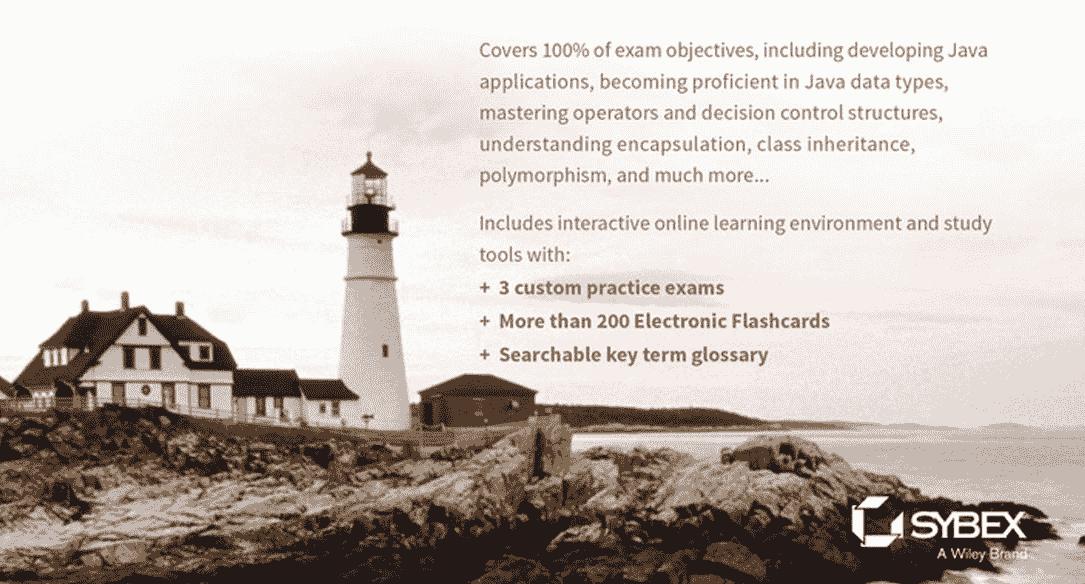 Covers 100% of exam objectives, including developing Java
applications, becoming proficient in Java data types,
mastering operators and decision control structures,
understanding encapsulation, class inheritance,
polymorphism, and much more...
Includes interactive online learning environment and study
tools with:
+ 3 custom practice exams
+ More than 200 Electronic Flashcards
+ Searchable key term glossary
SYBEX
A Wiley Brand